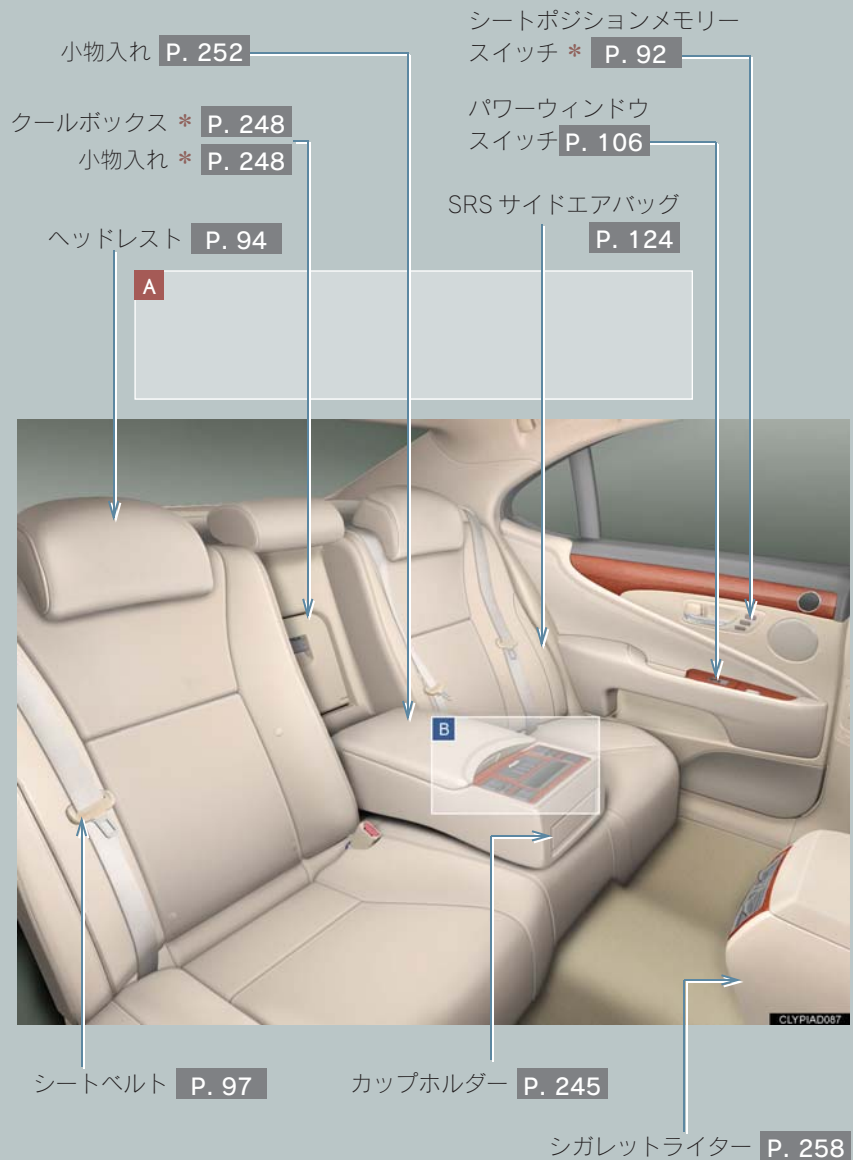 シートポジションメモリー
スイッチ * P. 92
小物入れ P. 252
パワーウィンドウ
スイッチ P. 106
クールボックス * P. 248
小物入れ * P. 248
SRS サイドエアバッグ
P. 124
ヘッドレスト P. 94
A
B
CLYPIAD087
シートベルト P. 97
カップホルダー P. 245
シガレットライター P. 258